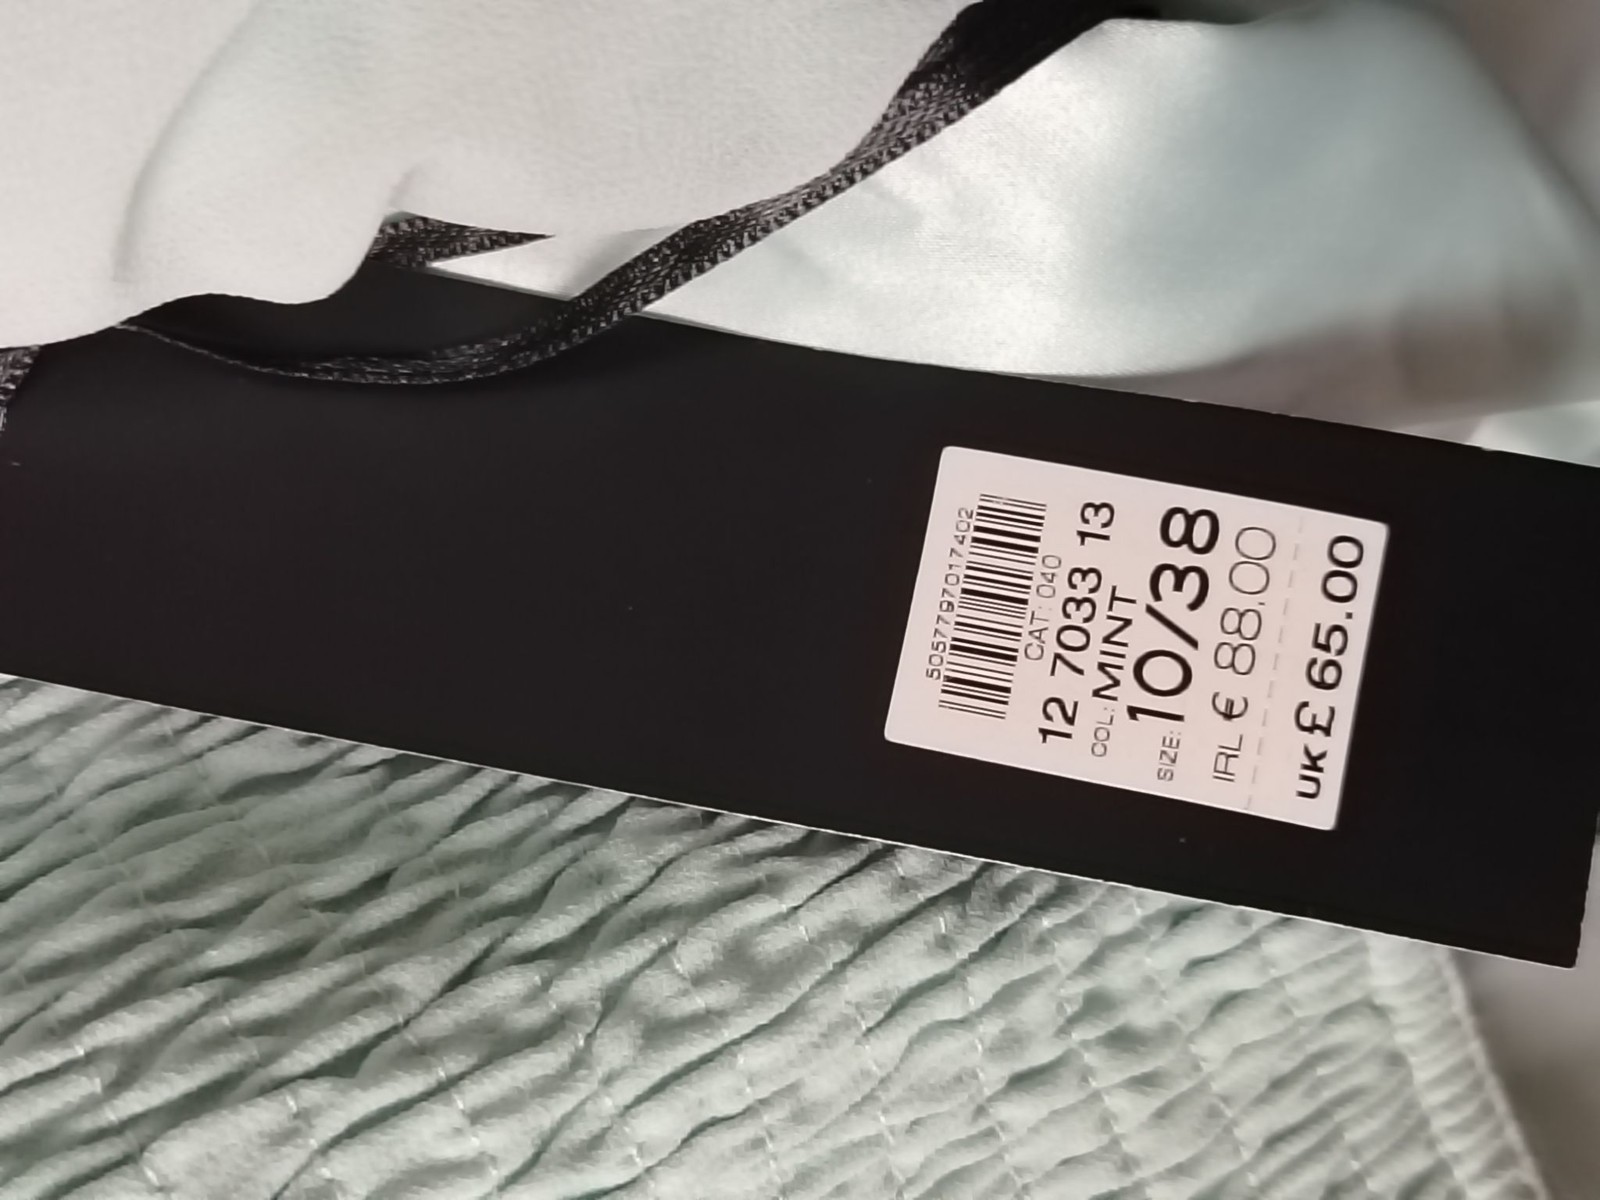 5057797017402
CAT: 040
12 7033 13
COL: MINT
SIZE: 10/38
IRL € 88.00
UK £ 65.00